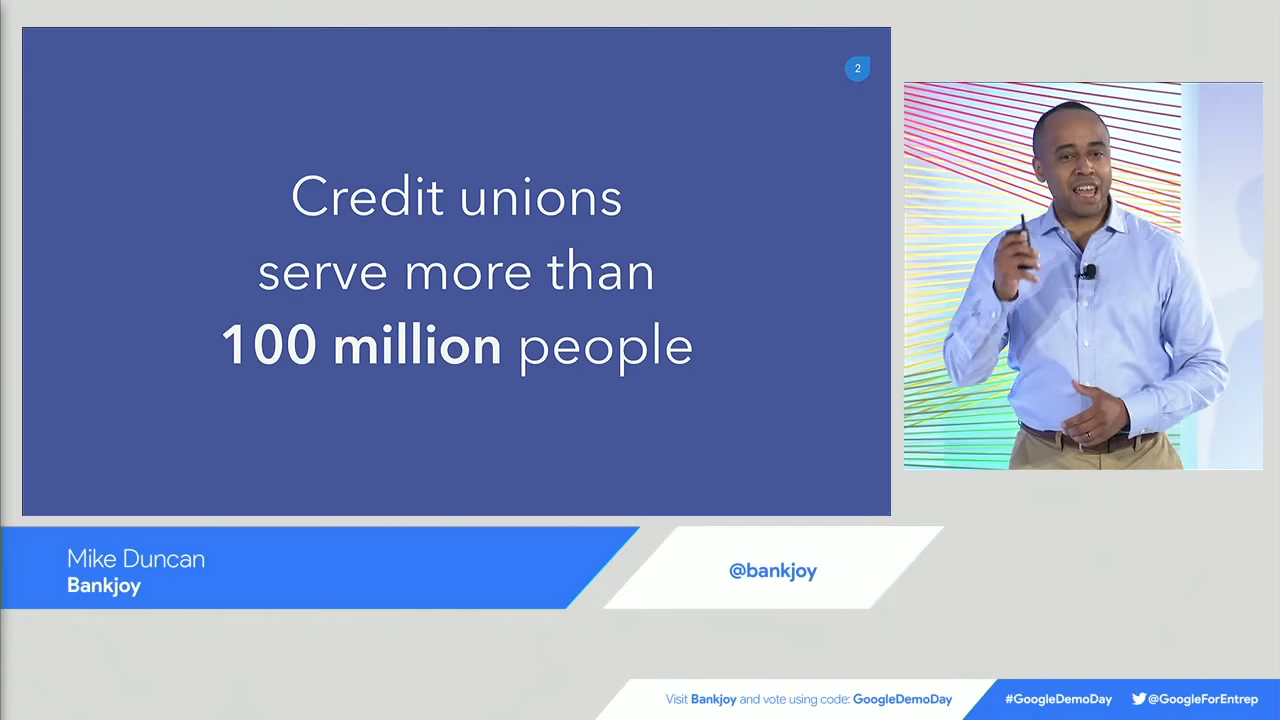 2
Credit unions
serve more than
100 million people
Mike Duncan
Bankjoy
@bankjoy
Visit Bankjoy and vote using code: GoogleDemoDay
#GoogleDemoDay
@GoogleForEntrep